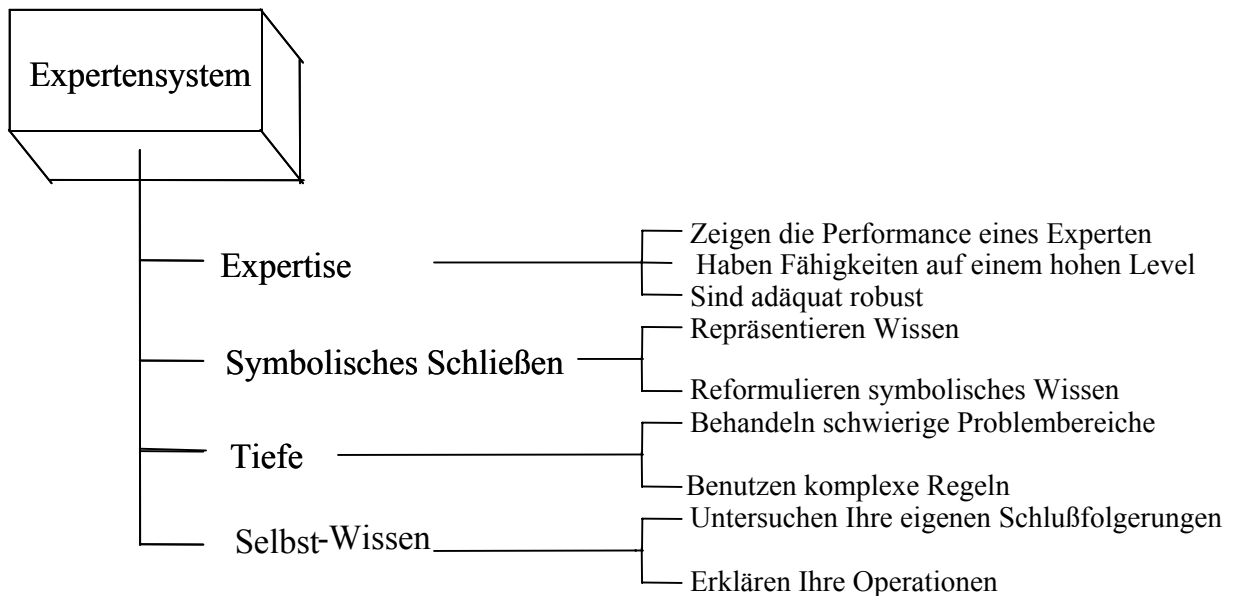 Expertensystem
Expertise
Zeigen die Performance eines Experten
Haben Fähigkeiten auf einem hohen Level
Sind adäquat robust
Symbolisches Schließen
Repräsentieren Wissen
Reformulieren symbolisches Wissen
Tiefe
Behandeln schwierige Problembereiche
Benutzen komplexe Regeln
Selbst-Wissen
Untersuchen Ihre eigenen Schlußfolgerungen
Erklären Ihre Operationen